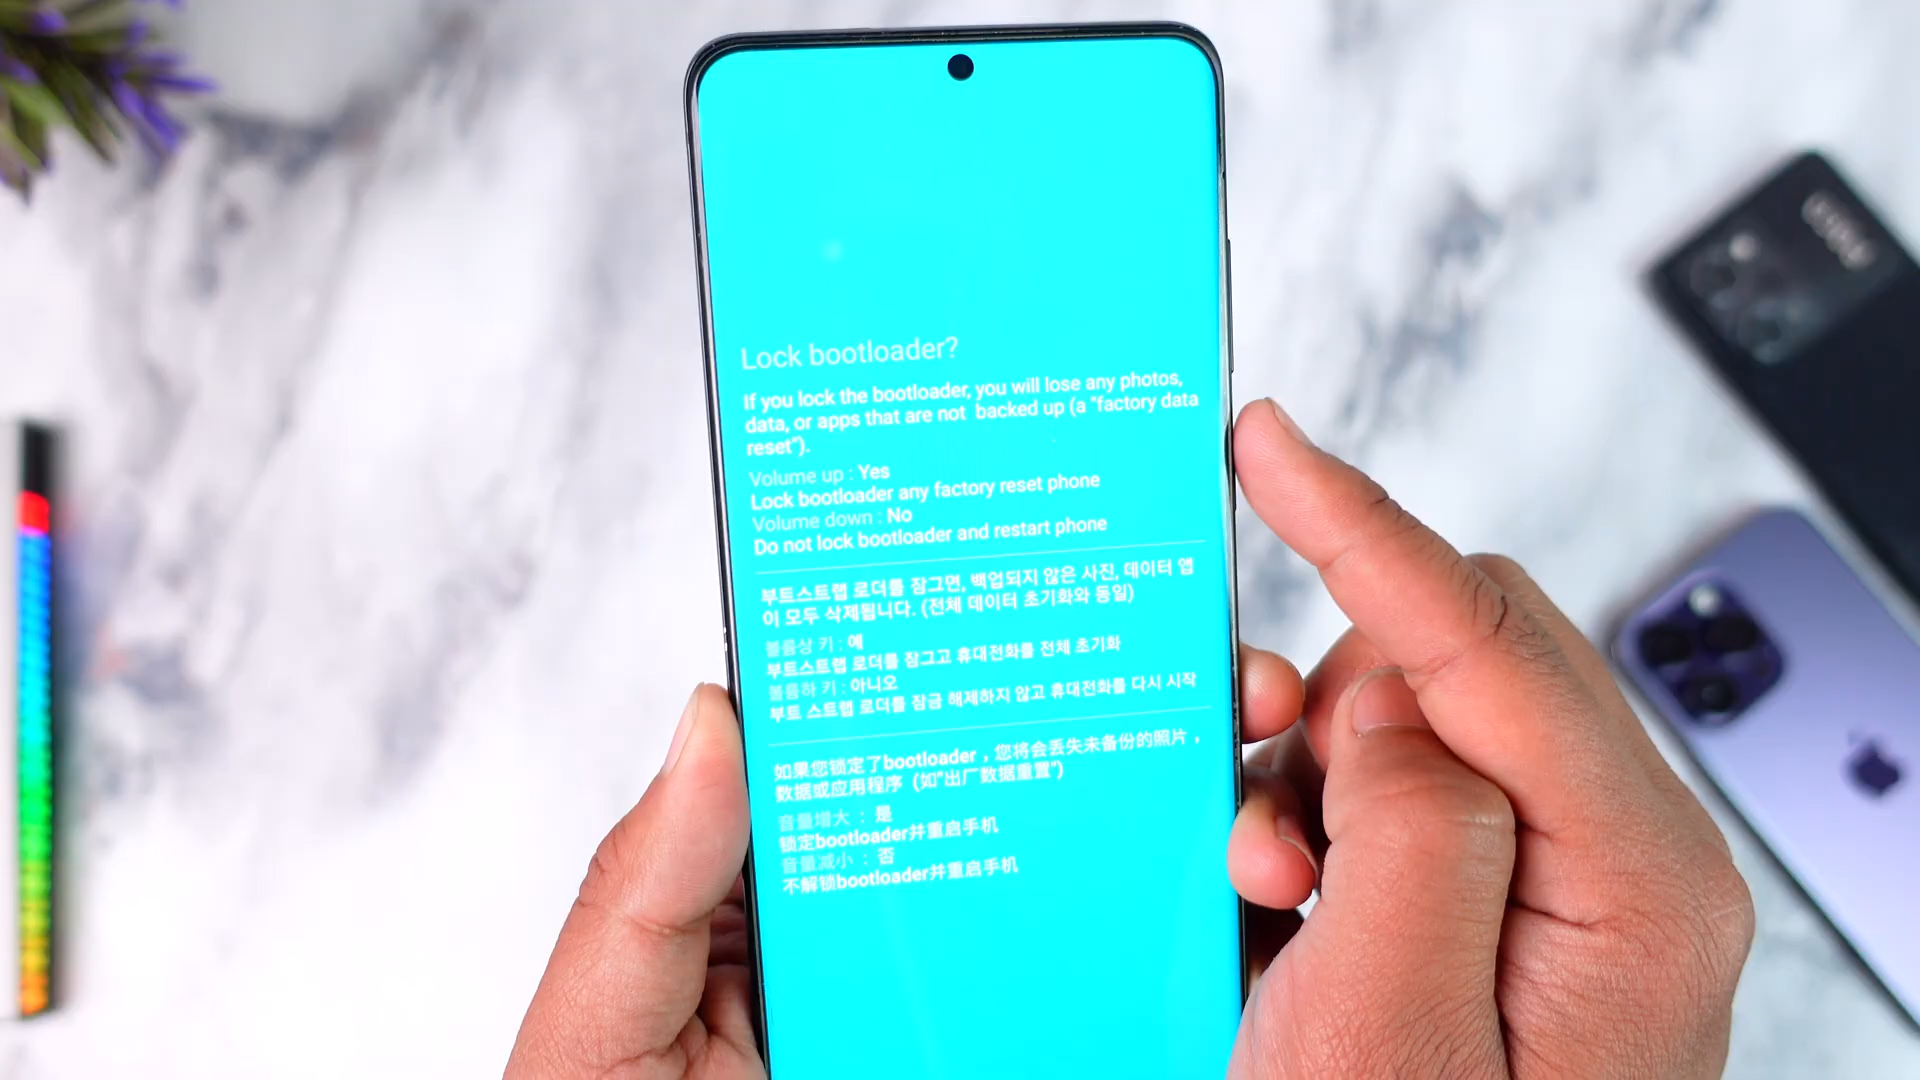 Lock bootloader?
If you lock the bootloader, you will lose any photos,
data, or apps that are not backed up (a "factory data
reset").
Volume up : Yes
Lock bootloader any factory reset phone
Volume down : No
Do not lock bootloader and restart phone
부트스트랩 로더를 잠그면, 백업되지 않은 사진, 데이터 앱
이 모두 삭제됩니다. (전체 데이터 초기화와 동일)
볼륨상 키 : 예
부트스트랩 로더를 잠그고 휴대전화를 전체 초기화
볼륨하 키 : 아니오
부트 스트랩 로더를 잠금 해제하지 않고 휴대전화를 다시 시작
如果您锁定了bootloader，您将会丢失未备份的照片，
数据或应用程序 (如"出厂数据重置")
音量增大 ： 是
锁定bootloader并重启手机
音量减小 ： 否
不解锁bootloader并重启手机